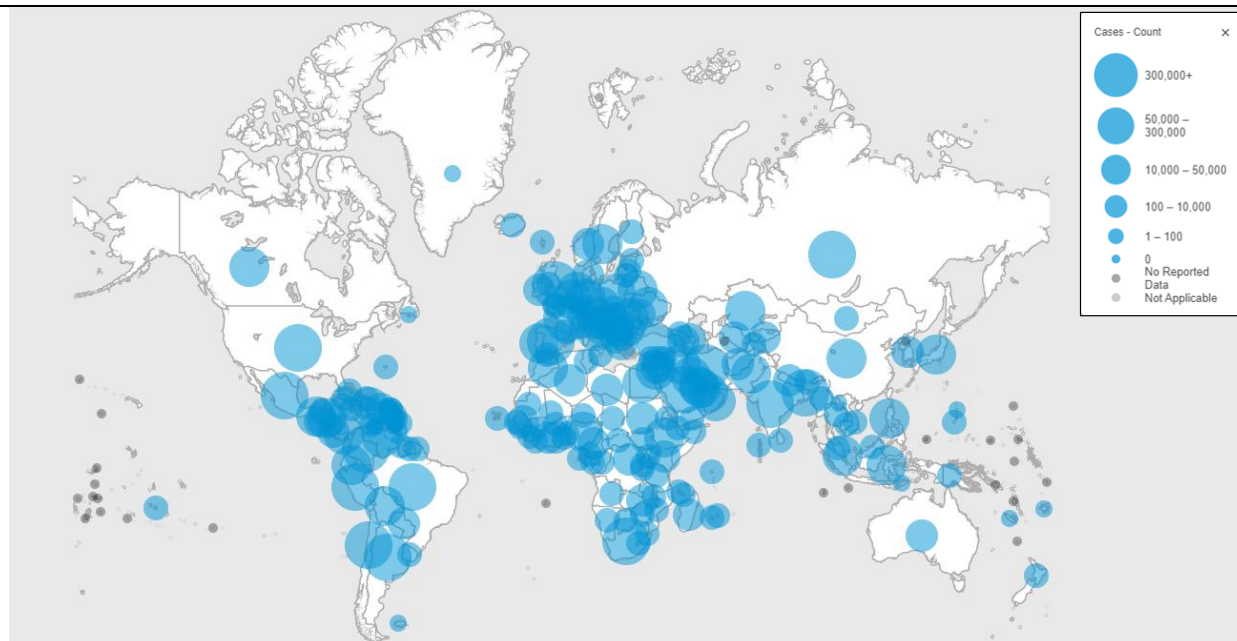 Cases - Count ×
300,000+
50,000 –
300,000
10,000 – 50,000
100 – 10,000
1 – 100
0
No Reported
Data
Not Applicable